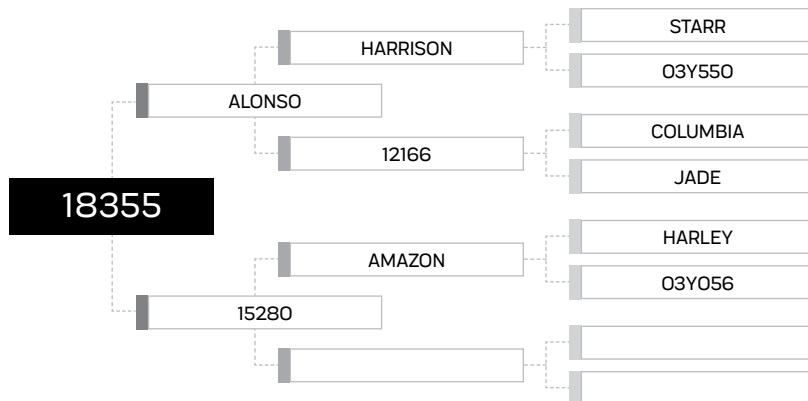 STARR
HARRISON
03Y550
ALONSO
COLUMBIA
12166
JADE
18355
HARLEY
AMAZON
03Y056
15280